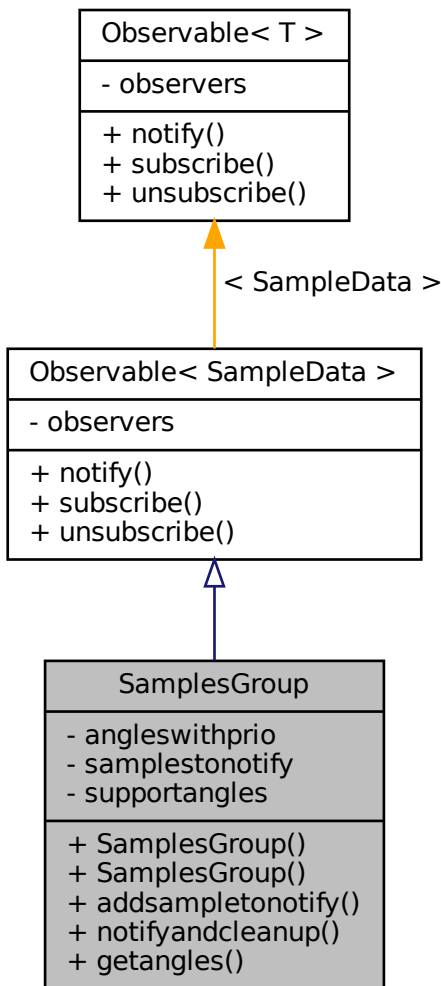 Observable< T >
- observers
+ notify()
+ subscribe()
+ unsubscribe()
< SampleData >
Observable< SampleData >
- observers
+ notify()
+ subscribe()
+ unsubscribe()
SamplesGroup
- angleswithprio
- samplestonotify
- supportangles
+ SamplesGroup()
+ SamplesGroup()
+ addsampletonotify()
+ notifyandcleanup()
+ getangles()